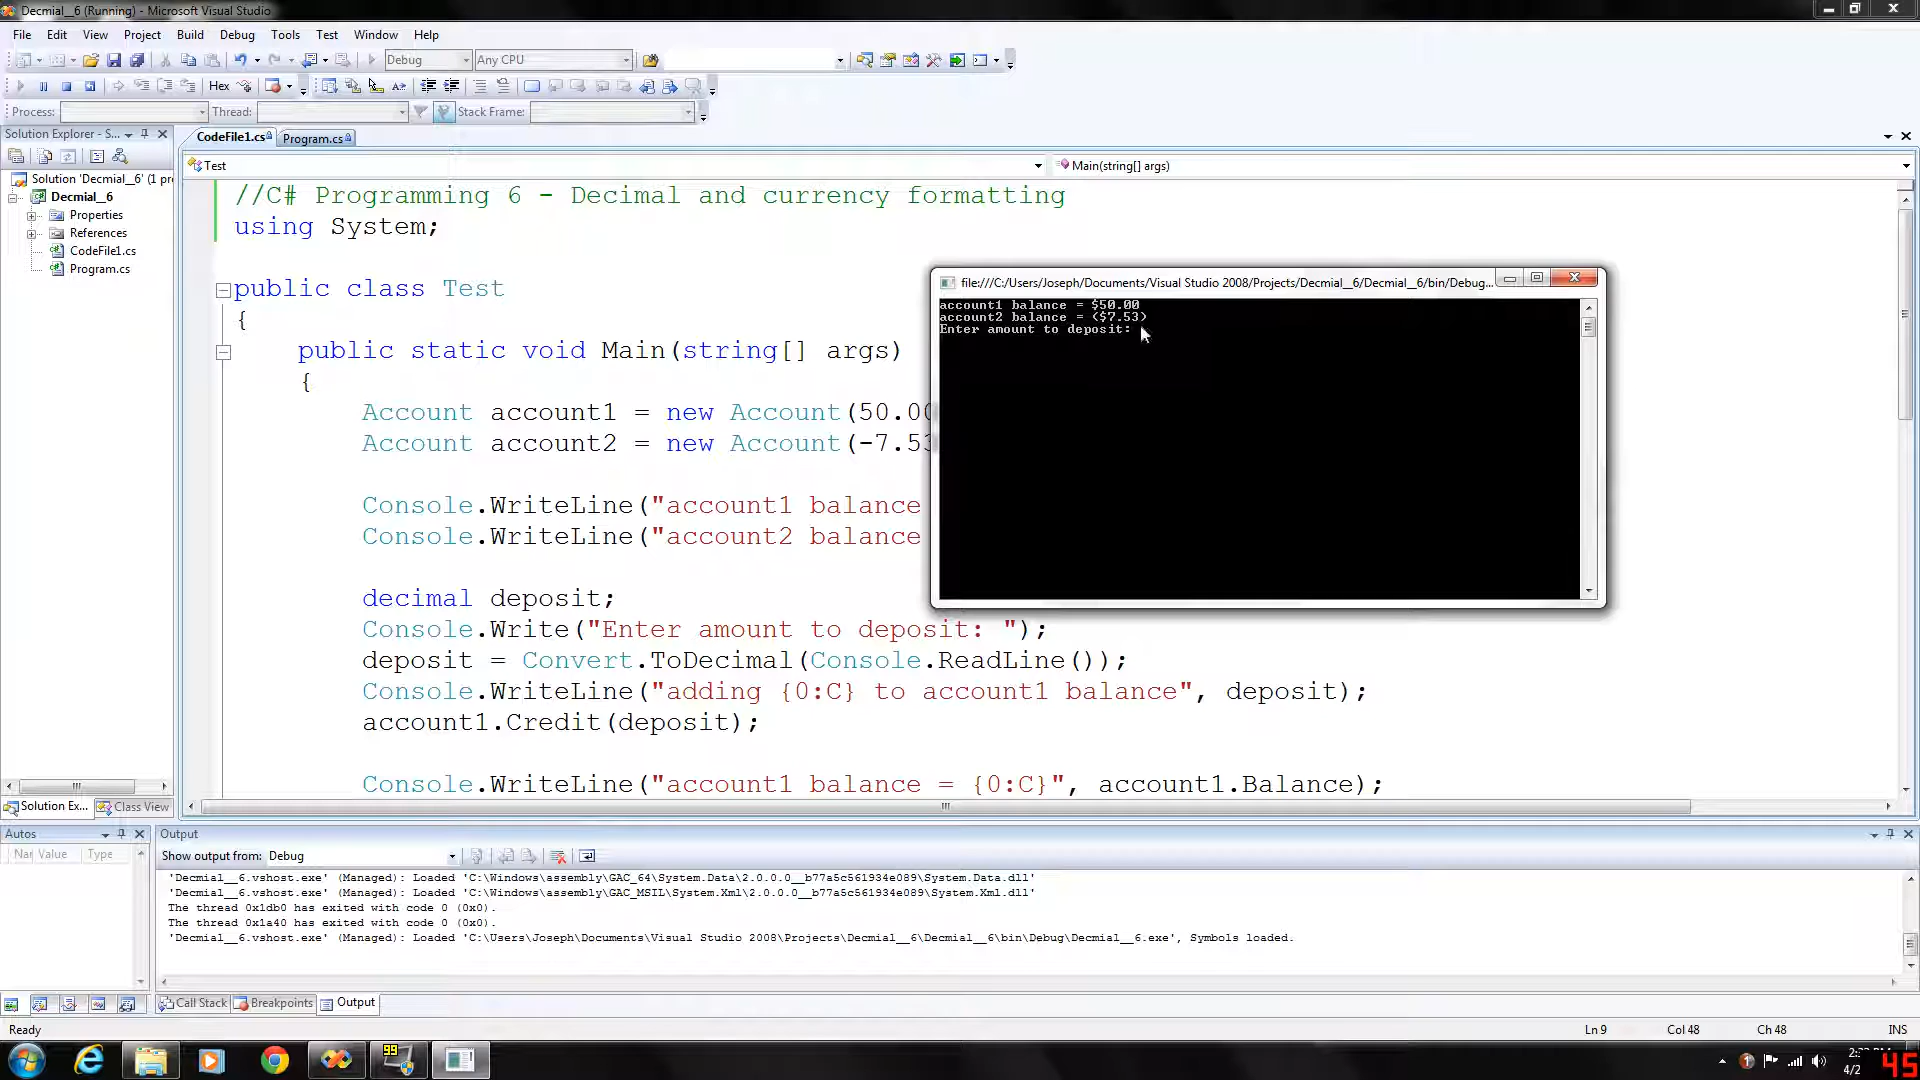 Decmial__6 (Running) - Microsoft Visual Studio
File Edit View Project Build Debug Tools Test Window Help
Debug Any CPU
Hex
Process: Thread: Stack Frame:
Solution Explorer - S...
CodeFile1.cs Program.cs
Test Main(string[] args)
Solution 'Decmial__6' (1 pr
Decmial__6
Properties
References
CodeFile1.cs
Program.cs
//C# Programming 6 - Decimal and currency formatting
using System;
public class Test
{
public static void Main(string[] args)
{
Account account1 = new Account(50.00
Account account2 = new Account(-7.53
Console.WriteLine("account1 balance
Console.WriteLine("account2 balance
decimal deposit;
Console.Write("Enter amount to deposit: ");
deposit = Convert.ToDecimal(Console.ReadLine());
Console.WriteLine("adding {0:C} to account1 balance", deposit);
account1.Credit(deposit);
Console.WriteLine("account1 balance = {0:C}", account1.Balance);
file:///C:/Users/Joseph/Documents/Visual Studio 2008/Projects/Decmial__6/Decmial__6/bin/Debug...
account1 balance = $50.00
account2 balance = ($7.53)
Enter amount to deposit:
Solution Ex... Class View
Autos
Nar Value Type
Output
Show output from: Debug
'Decmial__6.vshost.exe' (Managed): Loaded 'C:\Windows\assembly\GAC_64\System.Data\2.0.0.0__b77a5c561934e089\System.Data.dll'
'Decmial__6.vshost.exe' (Managed): Loaded 'C:\Windows\assembly\GAC_MSIL\System.Xml\2.0.0.0__b77a5c561934e089\System.Xml.dll'
The thread 0x1db0 has exited with code 0 (0x0).
The thread 0x1a40 has exited with code 0 (0x0).
'Decmial__6.vshost.exe' (Managed): Loaded 'C:\Users\Joseph\Documents\Visual Studio 2008\Projects\Decmial__6\Decmial__6\bin\Debug\Decmial__6.exe', Symbols loaded.
Call Stack Breakpoints Output
Ready Ln 9 Col 48 Ch 48 INS
99
45